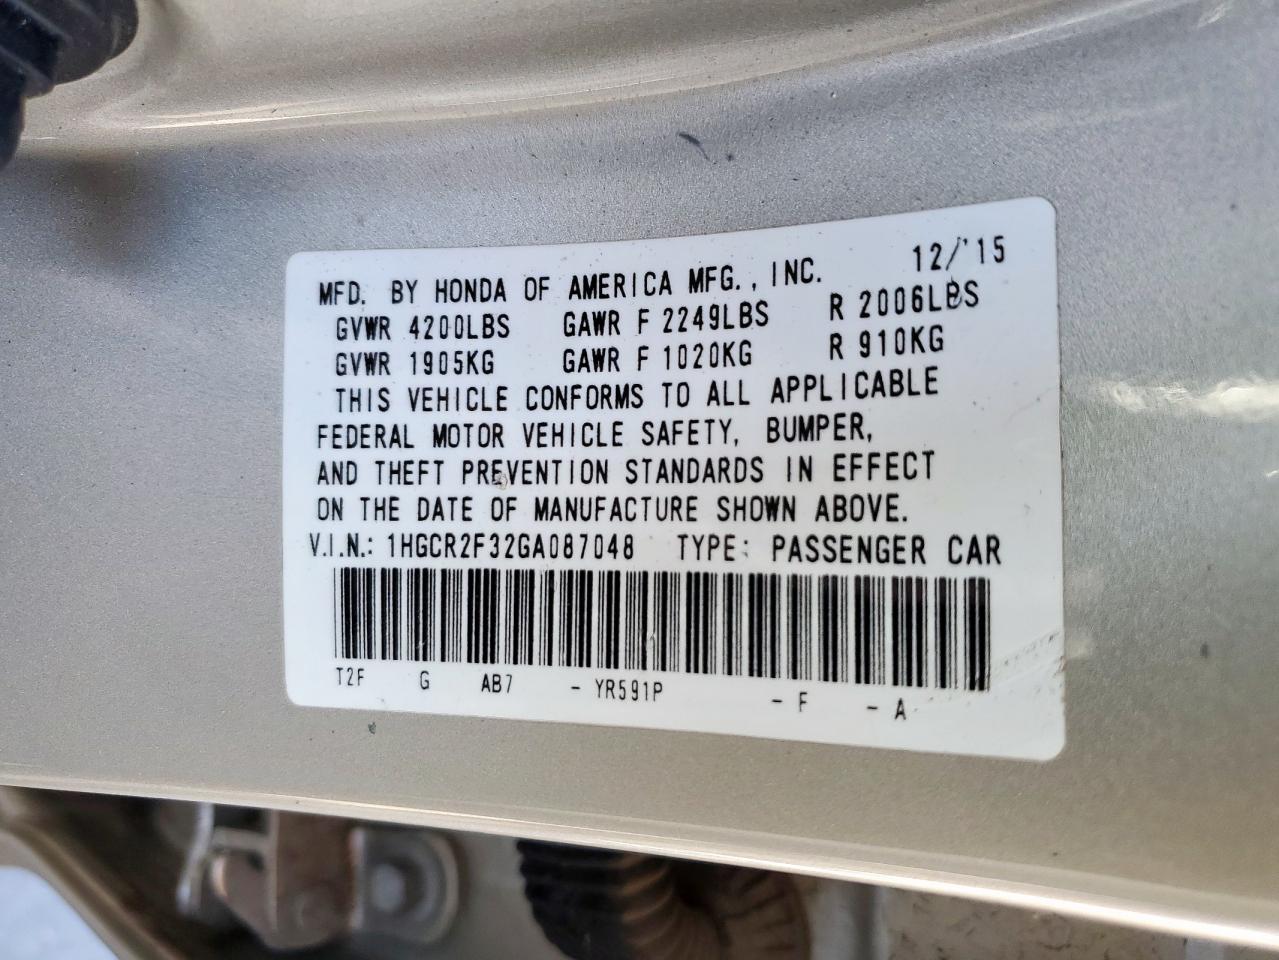 MFD. BY HONDA OF AMERICA MFG., INC. 12/'15
GVWR 4200LBS GAWR F 2249LBS R 2006LBS
GVWR 1905KG GAWR F 1020KG R 910KG
THIS VEHICLE CONFORMS TO ALL APPLICABLE
FEDERAL MOTOR VEHICLE SAFETY, BUMPER,
AND THEFT PREVENTION STANDARDS IN EFFECT
ON THE DATE OF MANUFACTURE SHOWN ABOVE.
V.I.N.: 1HGCR2F32GA087048 TYPE: PASSENGER CAR
T2F G AB7 - YR591P - F - A